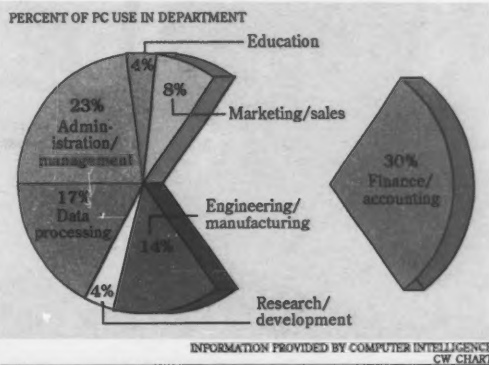 PERCENT OF PC USE IN DEPARTMENT
Education
4%
8%
Marketing/sales
23%
Admin-
istration/
management
30%
Finance/
accounting
17%
Data
processing
Engineering/
manufacturing
14%
4%
Research/
development
INFORMATION PROVIDED BY COMPUTER INTELLIGENCE
CW CHART